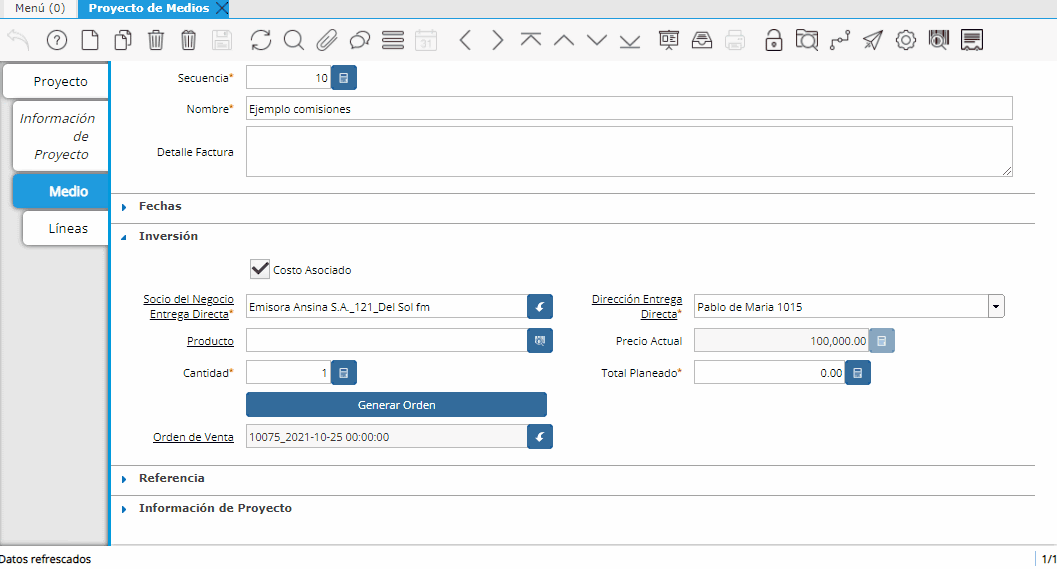 Menú (0)
Proyecto de Medios
31
Proyecto
Información
de
Proyecto
Medio
Líneas
Secuencia* 10
Nombre* Ejemplo comisiones
Detalle Factura
Fechas
Inversión
Costo Asociado
Socio del Negocio
Entrega Directa* Emisora Ansina S.A._121_Del Sol fm
Dirección Entrega
Directa* Pablo de Maria 1015
Producto
Precio Actual 100,000.00
Cantidad* 1
Total Planeado* 0.00
Generar Orden
Orden de Venta 10075_2021-10-25 00:00:00
Referencia
Información de Proyecto
Datos refrescados
1/1